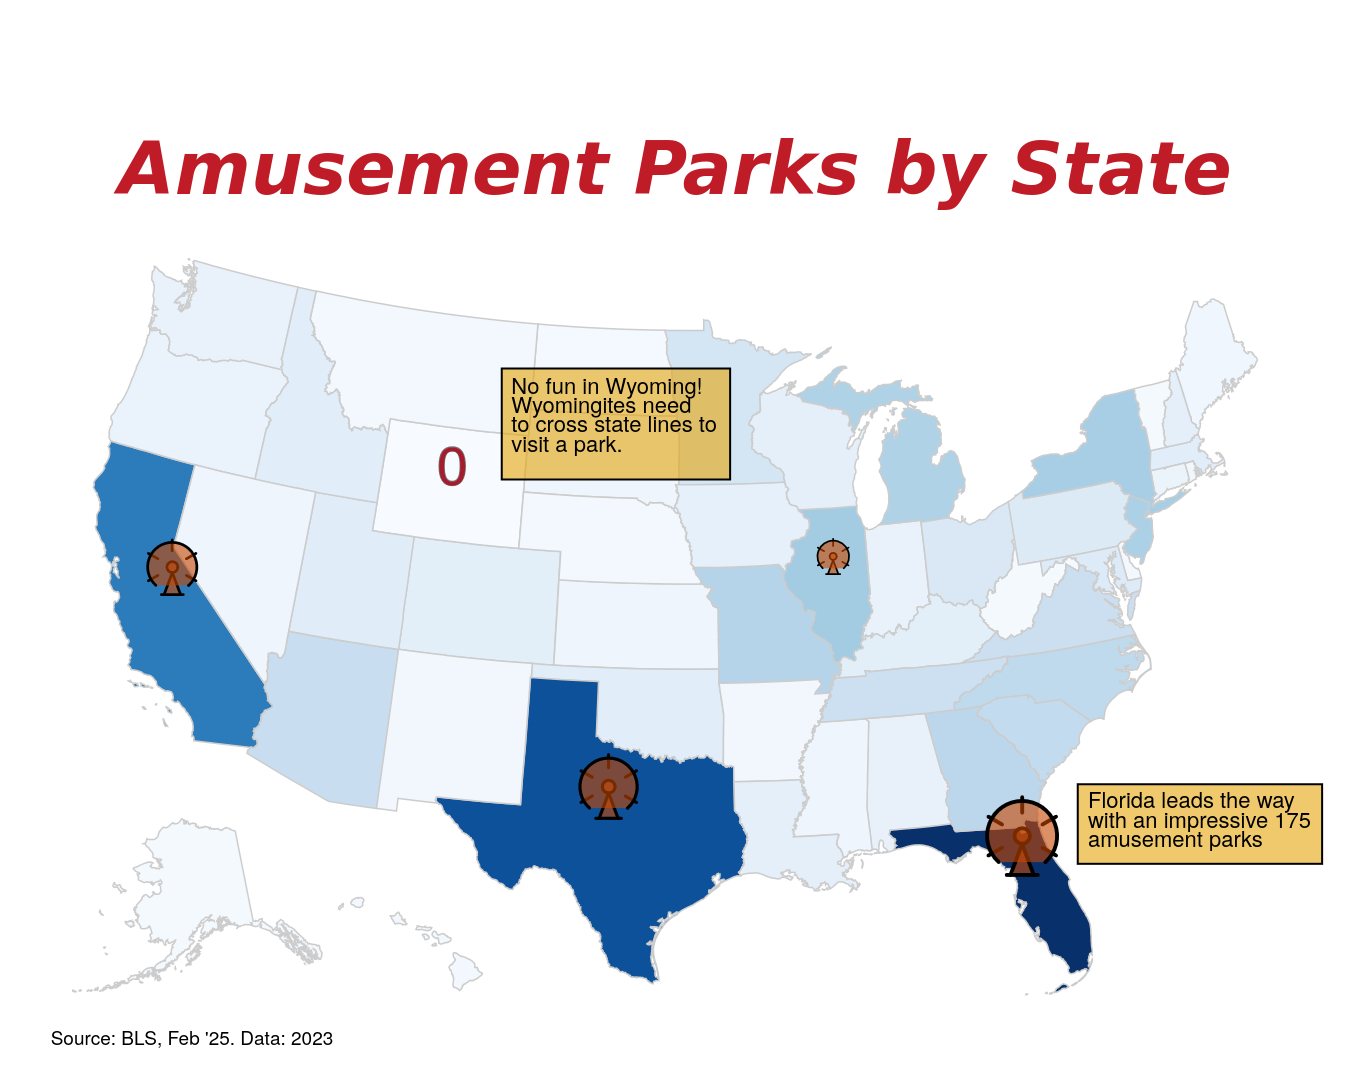 Amusement Parks by State
No fun in Wyoming!
Wyomingites need
to cross state lines to
visit a park.
0
Florida leads the way
with an impressive 175
amusement parks
Source: BLS, Feb '25. Data: 2023